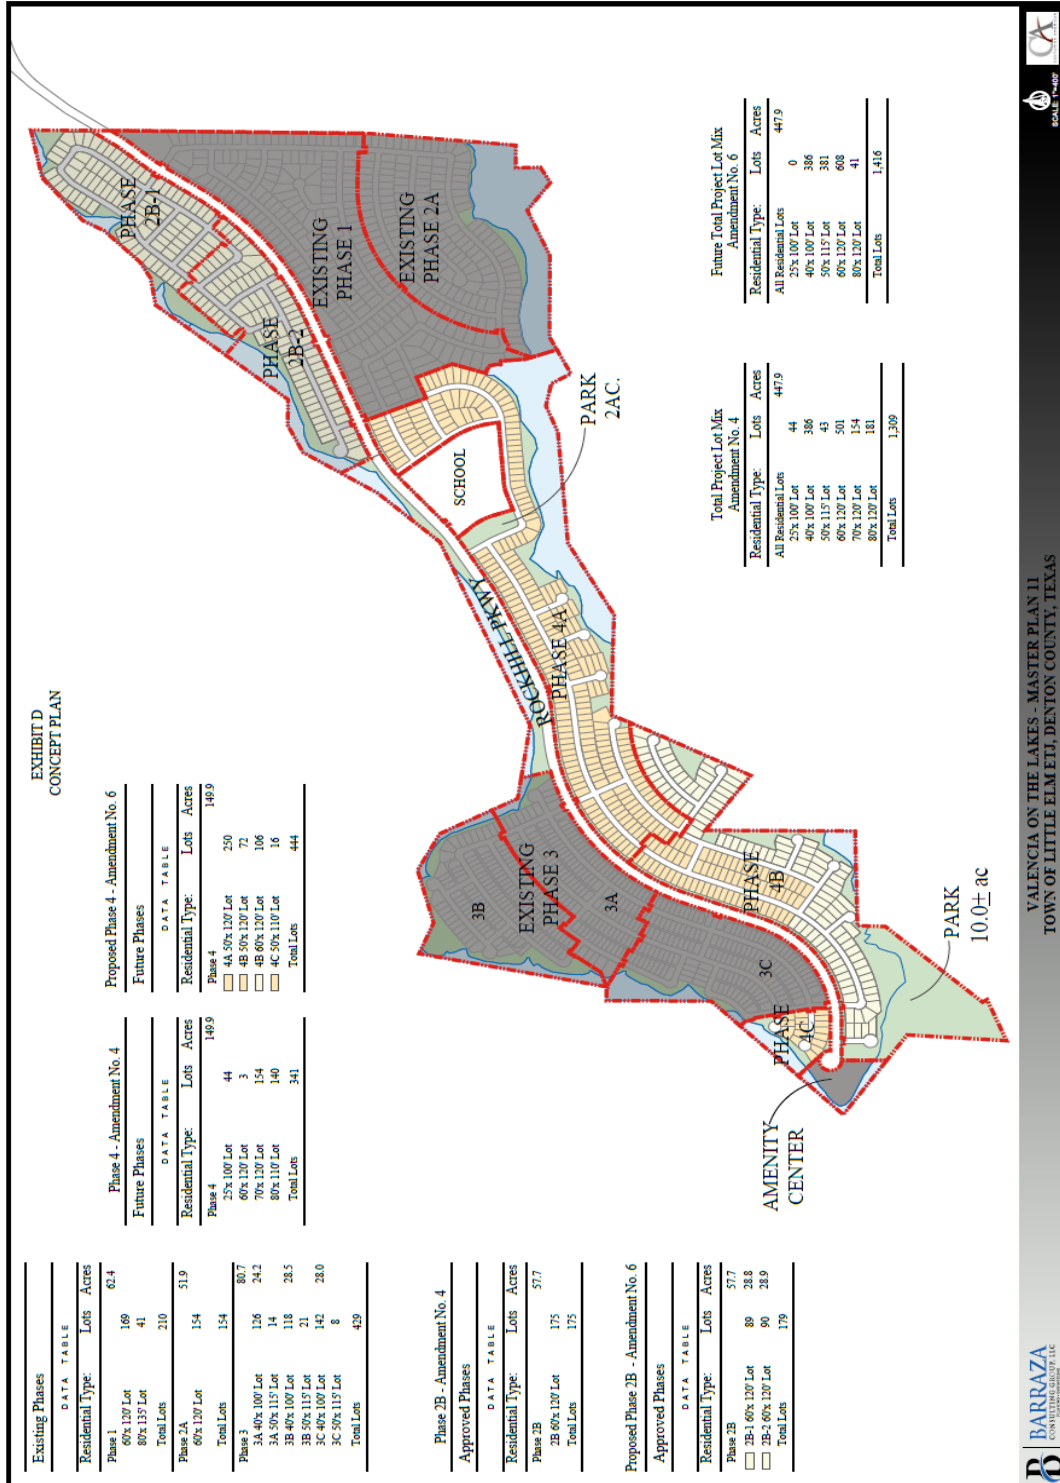 EXHIBIT D
CONCEPT PLAN
Existing Phases
DATA TABLE
Residential Type: Lots Acres
Phase 1 62.4
60'x 120' Lot 169
80'x 135' Lot 41
Total Lots 210
Phase 2A 51.9
60'x 120' Lot 154
Total Lots 154
Phase 3 80.7
3A 40'x 100' Lot 126 24.2
3A 50'x 115' Lot 14
3B 40'x 100' Lot 118 28.5
3B 50'x 115' Lot 21
3C 40'x 100' Lot 142 28.0
3C 50'x 115' Lot 8
Total Lots 429
Phase 4 - Amendment No. 4
Future Phases
DATA TABLE
Residential Type: Lots Acres
Phase 4 149.9
25'x 100' Lot 44
60'x 120' Lot 3
70'x 120' Lot 154
80'x 110' Lot 140
Total Lots 341
Proposed Phase 4 - Amendment No. 6
Future Phases
DATA TABLE
Residential Type: Lots Acres
Phase 4 149.9
4A 50'x 120' Lot 250
4B 50'x 120' Lot 72
4B 60'x 120' Lot 106
4C 50'x 110' Lot 16
Total Lots 444
Phase 2B - Amendment No. 4
Approved Phases
DATA TABLE
Residential Type: Lots Acres
Phase 2B 57.7
2B 60'x 120' Lot 175
Total Lots 175
Proposed Phase 2B - Amendment No. 6
Approved Phases
DATA TABLE
Residential Type: Lots Acres
Phase 2B 57.7
2B-1 60'x 120' Lot 89 28.8
2B-2 60'x 120' Lot 90 28.9
Total Lots 179
PHASE
2B-1
PHASE
2B-2
EXISTING
PHASE 1
EXISTING
PHASE 2A
SCHOOL
PARK
2AC.
ROCKHILL PKWY
PHASE 4A
3B
EXISTING
PHASE 3
3A
3C
PHASE
4B
PHASE
4C
AMENITY
CENTER
PARK
10.0± ac
Total Project Lot Mix
Amendment No. 4
Residential Type: Lots Acres
All Residential Lots 447.9
25'x 100' Lot 44
40'x 100' Lot 386
50'x 115' Lot 43
60'x 120' Lot 501
70'x 120' Lot 154
80'x 120' Lot 181
Total Lots 1,309
Future Total Project Lot Mix
Amendment No. 6
Residential Type: Lots Acres
All Residential Lots 447.9
25'x 100' Lot 0
40'x 100' Lot 386
50'x 115' Lot 381
60'x 120' Lot 608
80'x 120' Lot 41
Total Lots 1,416
BARRAZA
CONSULTING GROUP, LLC
VALENCIA ON THE LAKES - MASTER PLAN 11
TOWN OF LITTLE ELM ETJ, DENTON COUNTY, TEXAS
SCALE: 1"=400'
CA